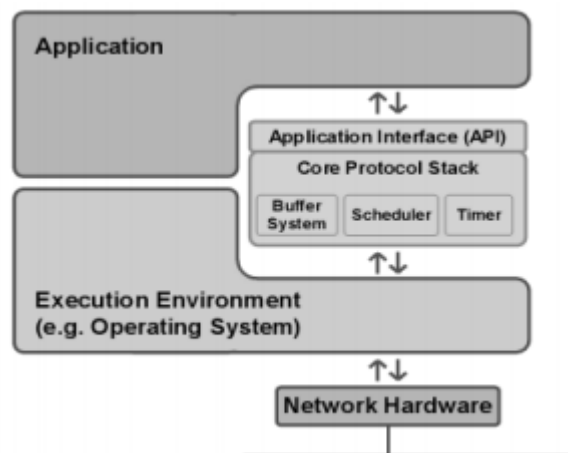 Application
Application Interface (API)
Core Protocol Stack
Buffer
System
Scheduler
Timer
Execution Environment
(e.g. Operating System)
Network Hardware